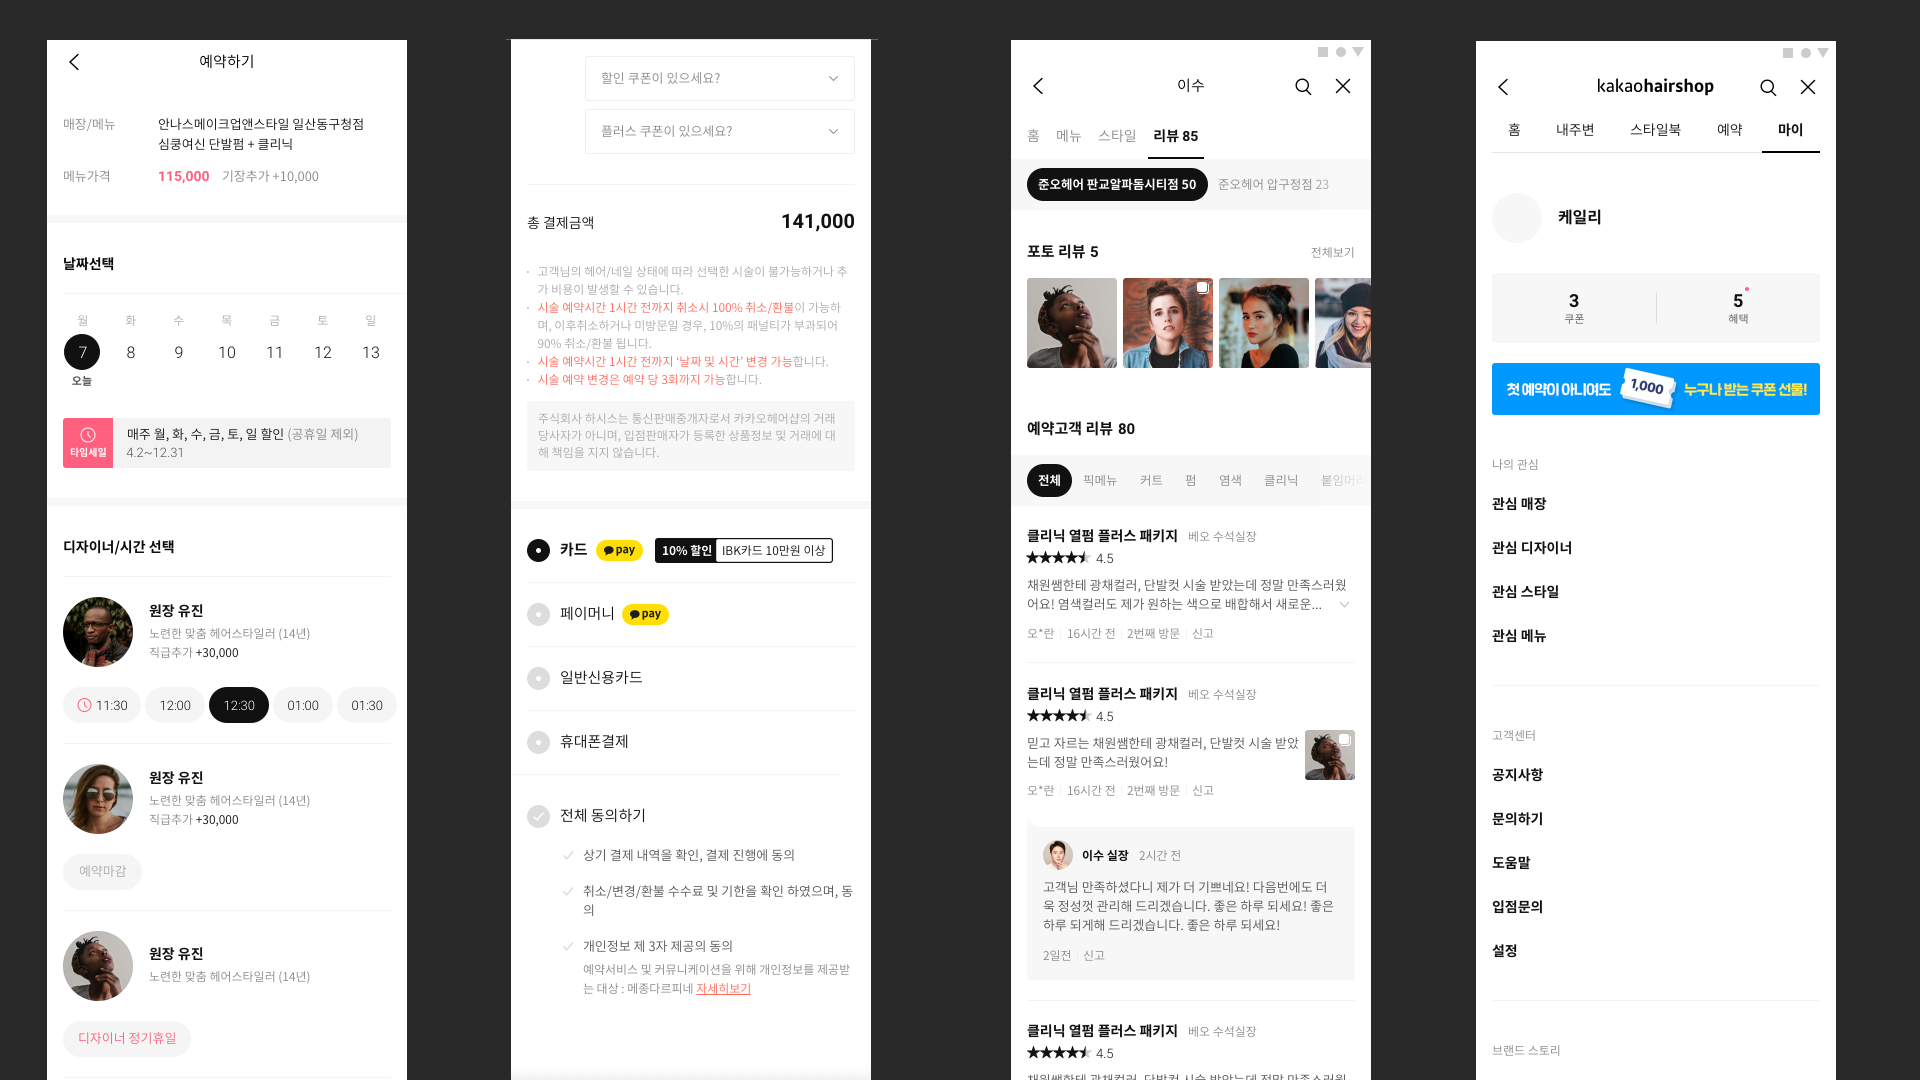 예약하기
매장/메뉴
안나스메이크업앤스타일 일산동구청점
심쿵여신 단발펌 + 클리닉
메뉴가격
115,000 기장추가 +10,000
날짜선택
월 화 수 목 금 토 일
7 8 9 10 11 12 13
오늘
타임세일
매주 월, 화, 수, 금, 토, 일 할인 (공휴일 제외)
4.2~12.31
디자이너/시간 선택
원장 유진
노련한 맞춤 헤어스타일러 (14년)
직급추가 +30,000
11:30 12:00 12:30 01:00 01:30
원장 유진
노련한 맞춤 헤어스타일러 (14년)
직급추가 +30,000
예약마감
원장 유진
노련한 맞춤 헤어스타일러 (14년)
디자이너 정기휴일
할인 쿠폰이 있으세요?
플러스 쿠폰이 있으세요?
총 결제금액 141,000
· 고객님의 헤어/네일 상태에 따라 선택한 시술이 불가능하거나 추
가 비용이 발생할 수 있습니다.
· 시술 예약시간 1시간 전까지 취소시 100% 취소/환불이 가능하
며, 이후취소하거나 미방문일 경우, 10%의 패널티가 부과되어
90% 취소/환불 됩니다.
· 시술 예약시간 1시간 전까지 ‘날짜 및 시간’ 변경 가능합니다.
· 시술 예약 변경은 예약 당 3회까지 가능합니다.
주식회사 하시스는 통신판매중개자로서 카카오헤어샵의 거래
당사자가 아니며, 입점판매자가 등록한 상품정보 및 거래에 대
해 책임을 지지 않습니다.
카드 pay 10% 할인 IBK카드 10만원 이상
페이머니 pay
일반신용카드
휴대폰결제
전체 동의하기
상기 결제 내역을 확인, 결제 진행에 동의
취소/변경/환불 수수료 및 기한을 확인 하였으며, 동
의
개인정보 제 3자 제공의 동의
예약서비스 및 커뮤니케이션을 위해 개인정보를 제공받
는 대상 : 메종다르피네 자세히보기
이수
홈 메뉴 스타일 리뷰 85
준오헤어 판교알파돔시티점 50 준오헤어 압구정점 23
포토 리뷰 5 전체보기
예약고객 리뷰 80
전체 픽메뉴 커트 펌 염색 클리닉 붙임머리
클리닉 열펌 플러스 패키지 베오 수석실장
★★★★★ 4.5
채원쌤한테 광채컬러, 단발컷 시술 받았는데 정말 만족스러웠
어요! 염색컬러도 제가 원하는 색으로 배합해서 새로운...
오*란 16시간 전 2번째 방문 신고
클리닉 열펌 플러스 패키지 베오 수석실장
★★★★★ 4.5
믿고 자르는 채원쌤한테 광채컬러, 단발컷 시술 받았
는데 정말 만족스러웠어요!
오*란 16시간 전 2번째 방문 신고
이수 실장 2시간 전
고객님 만족하셨다니 제가 더 기쁘네요! 다음번에도 더
욱 정성껏 관리해 드리겠습니다. 좋은 하루 되세요! 좋은
하루 되게해 드리겠습니다. 좋은 하루 되세요!
2일전 신고
클리닉 열펌 플러스 패키지 베오 수석실장
★★★★★ 4.5
채원쌤한테 광채컬러, 단발컷 시술 받았는데 정말 만족스러웠
kakaohairshop
홈 내주변 스타일북 예약 마이
케일리
3 5
쿠폰 혜택
첫 예약이 아니여도 1,000 누구나 받는 쿠폰 선물!
나의 관심
관심 매장
관심 디자이너
관심 스타일
관심 메뉴
고객센터
공지사항
문의하기
도움말
입점문의
설정
브랜드 스토리